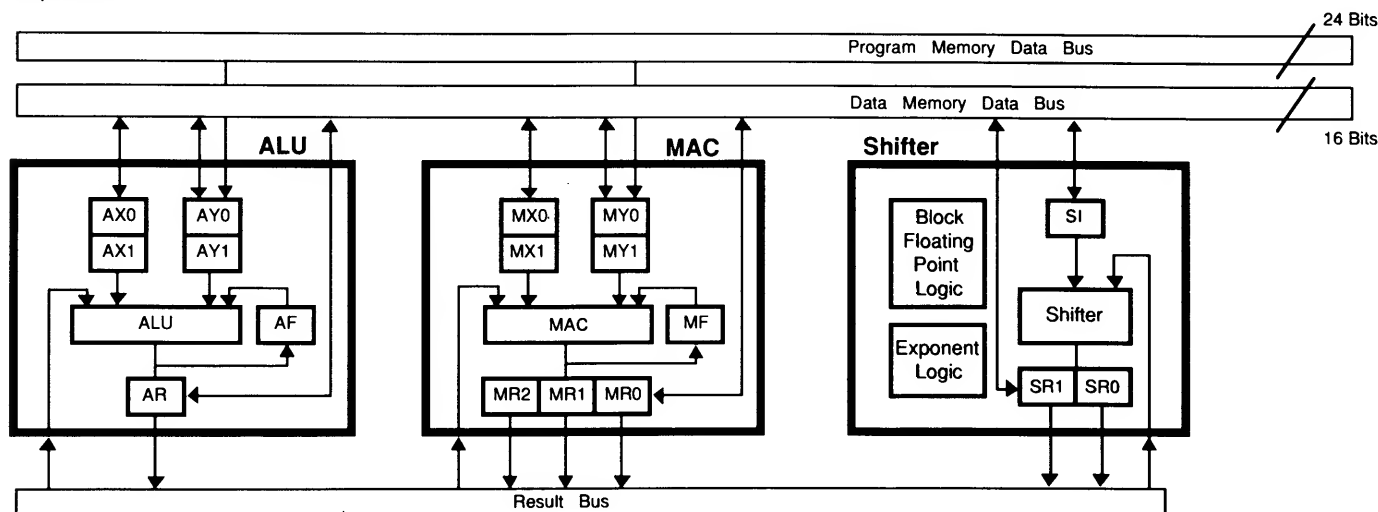 24 Bits
Program Memory Data Bus
Data Memory Data Bus
16 Bits
ALU
MAC
Shifter
AX0
AY0
AX1
AY1
ALU
AF
AR
MX0
MY0
MX1
MY1
MAC
MF
MR2 MR1 MR0
Block
Floating
Point
Logic
Exponent
Logic
SI
Shifter
SR1 SR0
Result Bus